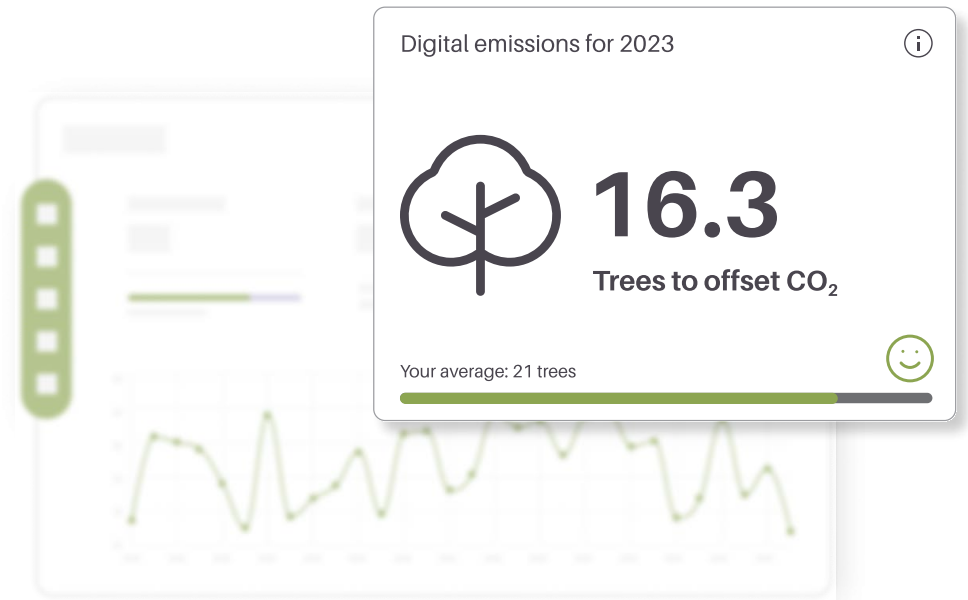 Digital emissions for 2023
16.3
Trees to offset CO₂
Your average: 21 trees